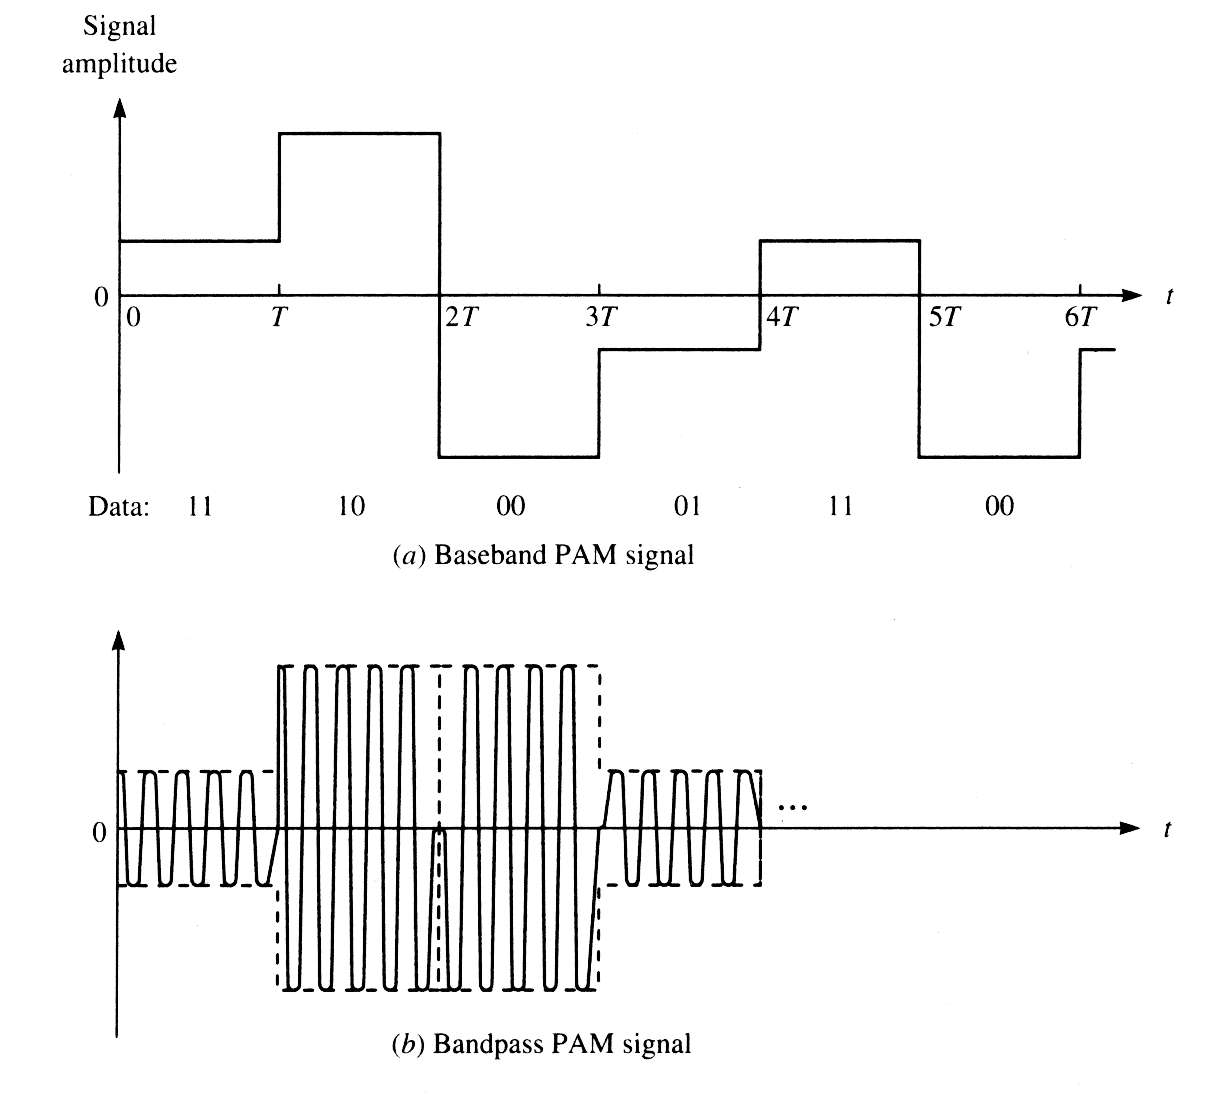 Signal
amplitude
0
0 T 2T 3T 4T 5T 6T t
Data: 11 10 00 01 11 00
(a) Baseband PAM signal
0 ... t
(b) Bandpass PAM signal